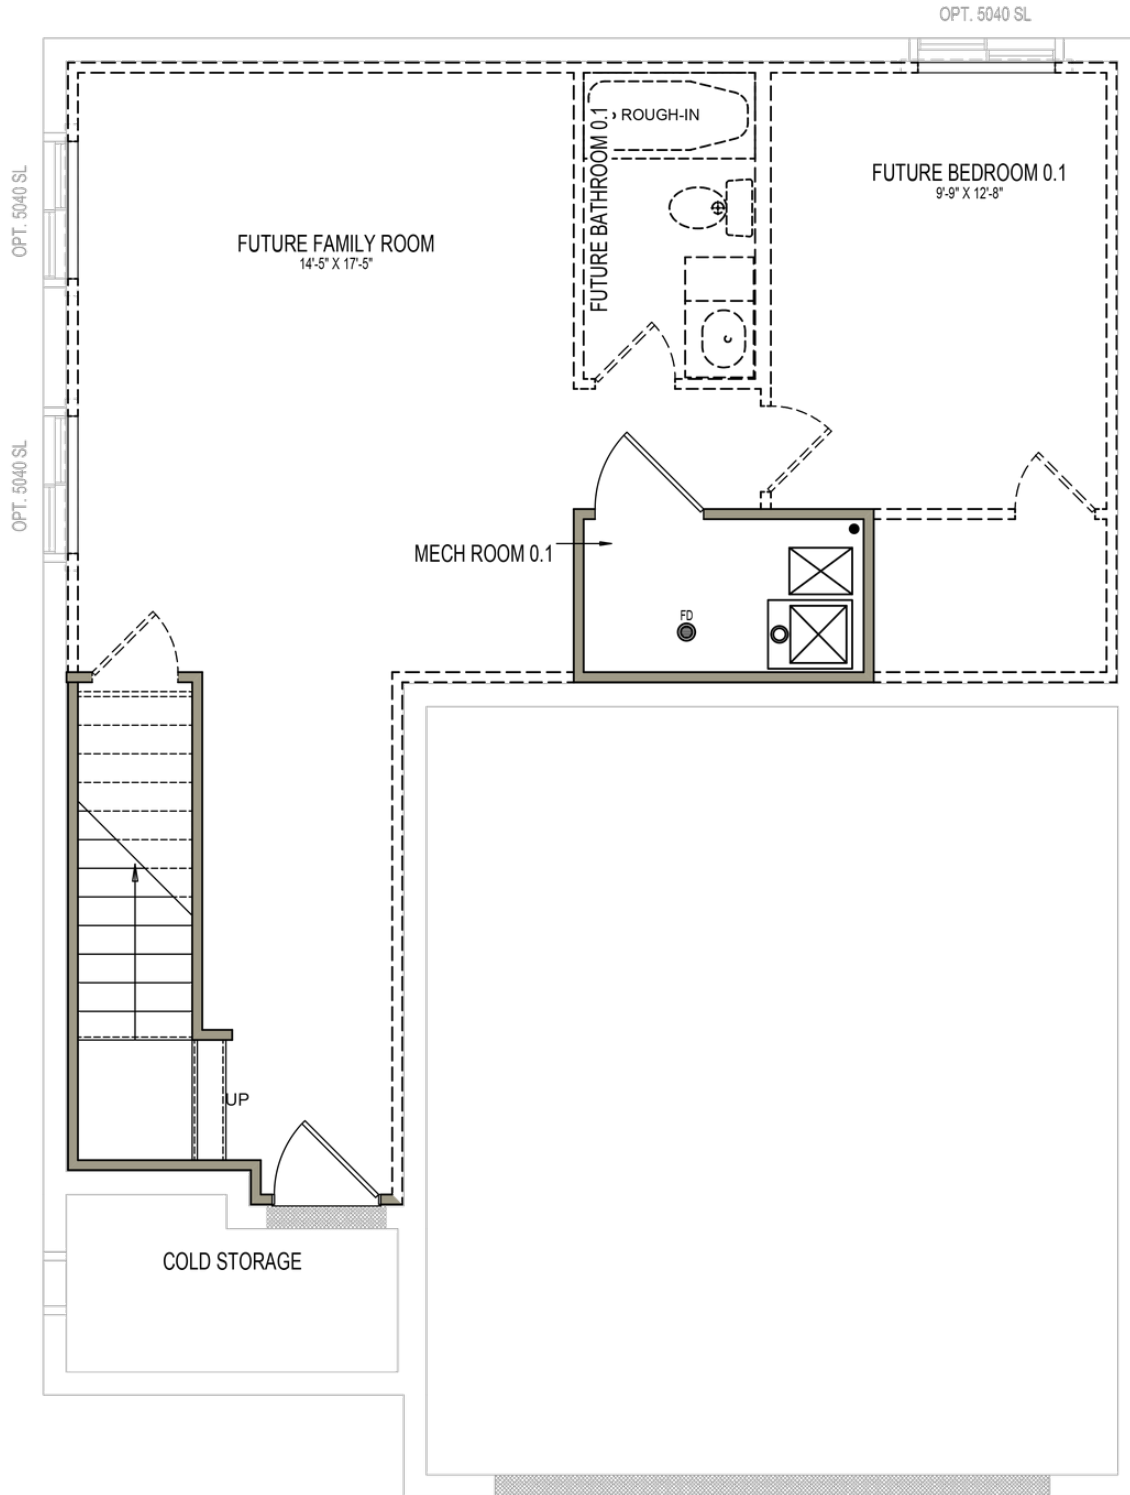 OPT. 5040 SL
ROUGH-IN
FUTURE BATHROOM 0.1
FUTURE BEDROOM 0.1
9'-9" X 12'-8"
OPT. 5040 SL
FUTURE FAMILY ROOM
14'-5" X 17'-5"
OPT. 5040 SL
MECH ROOM 0.1
FD
UP
COLD STORAGE